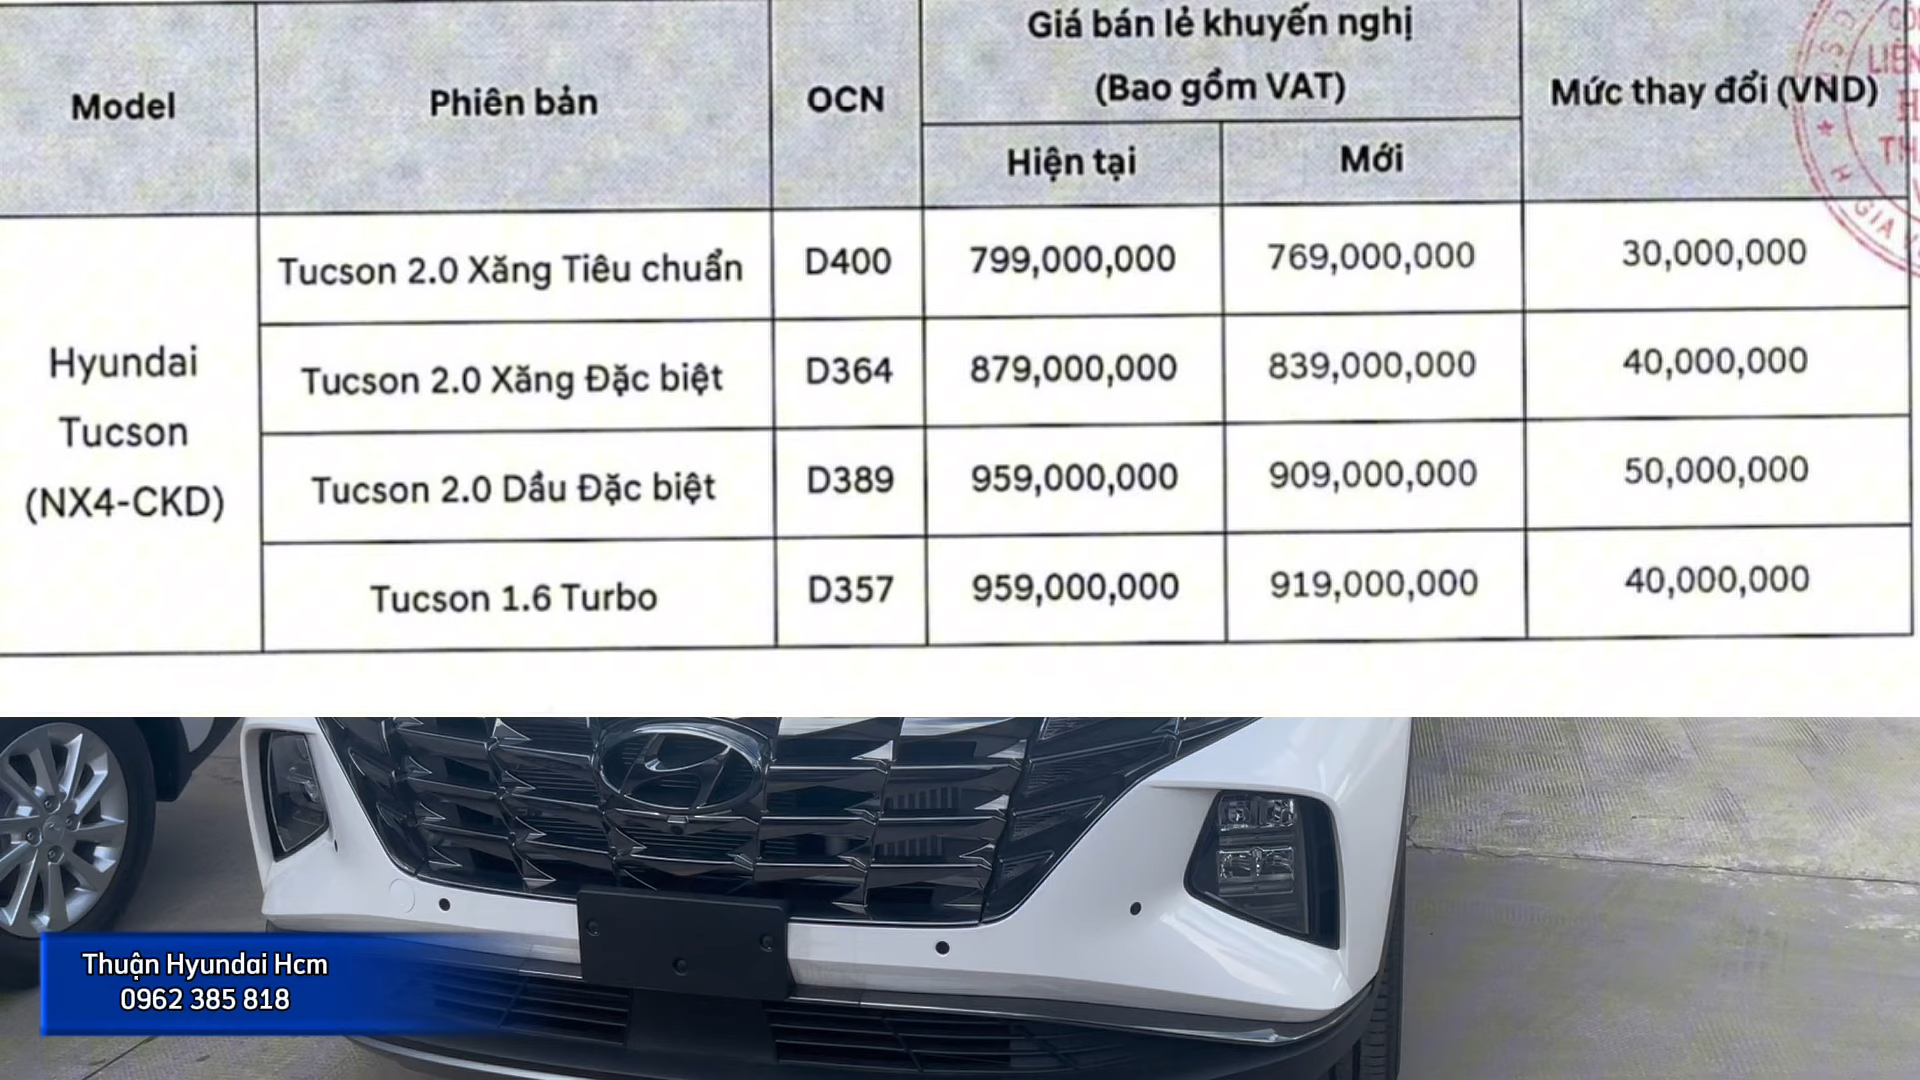 Model
Phiên bản
OCN
Giá bán lẻ khuyến nghị
(Bao gồm VAT)
Mức thay đổi (VND)
Hiện tại
Mới
Hyundai
Tucson
(NX4-CKD)
Tucson 2.0 Xăng Tiêu chuẩn
D400
799,000,000
769,000,000
30,000,000
Tucson 2.0 Xăng Đặc biệt
D364
879,000,000
839,000,000
40,000,000
Tucson 2.0 Dầu Đặc biệt
D389
959,000,000
909,000,000
50,000,000
Tucson 1.6 Turbo
D357
959,000,000
919,000,000
40,000,000
Thuận Hyundai Hcm
0962 385 818